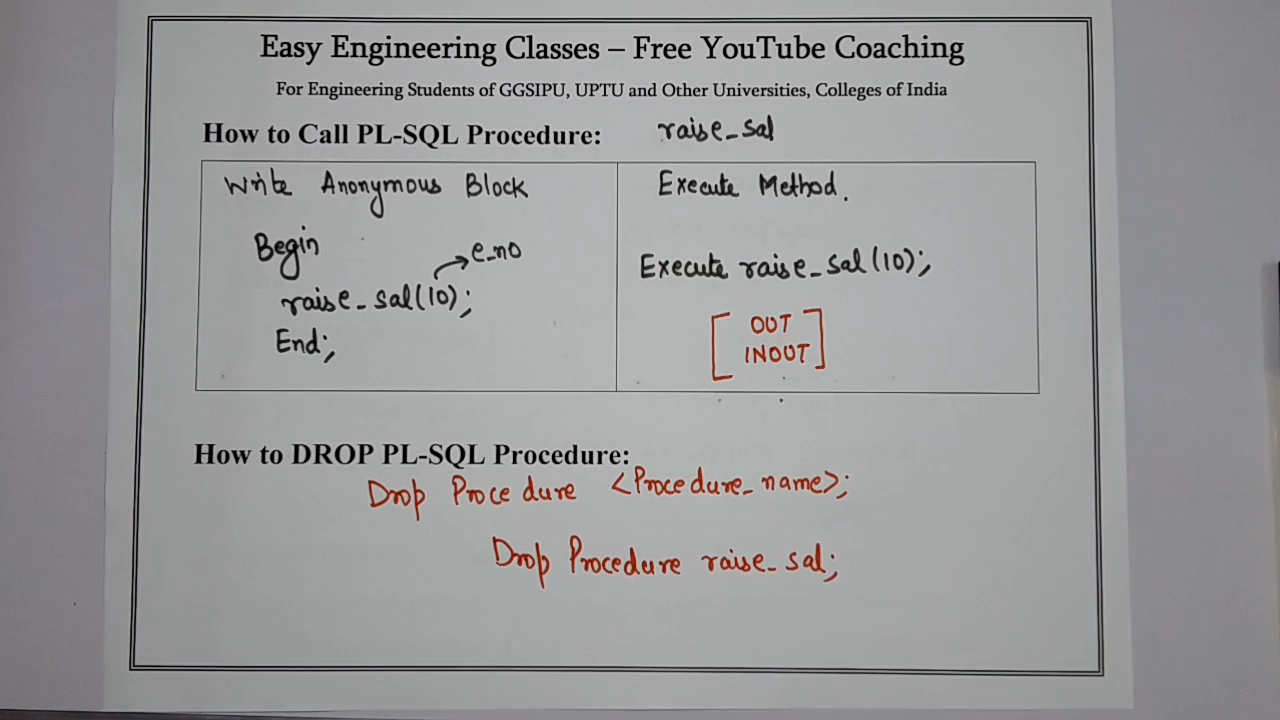 Easy Engineering Classes – Free YouTube Coaching
For Engineering Students of GGSIPU, UPTU and Other Universities, Colleges of India
How to Call PL-SQL Procedure: raise_sal
Write Anonymous Block
Begin
e_no
raise_sal(10);
End;
Execute Method.
Execute raise_sal(10);
OUT
INOUT
How to DROP PL-SQL Procedure:
Drop Procedure <Procedure_name>;
Drop Procedure raise_sal;